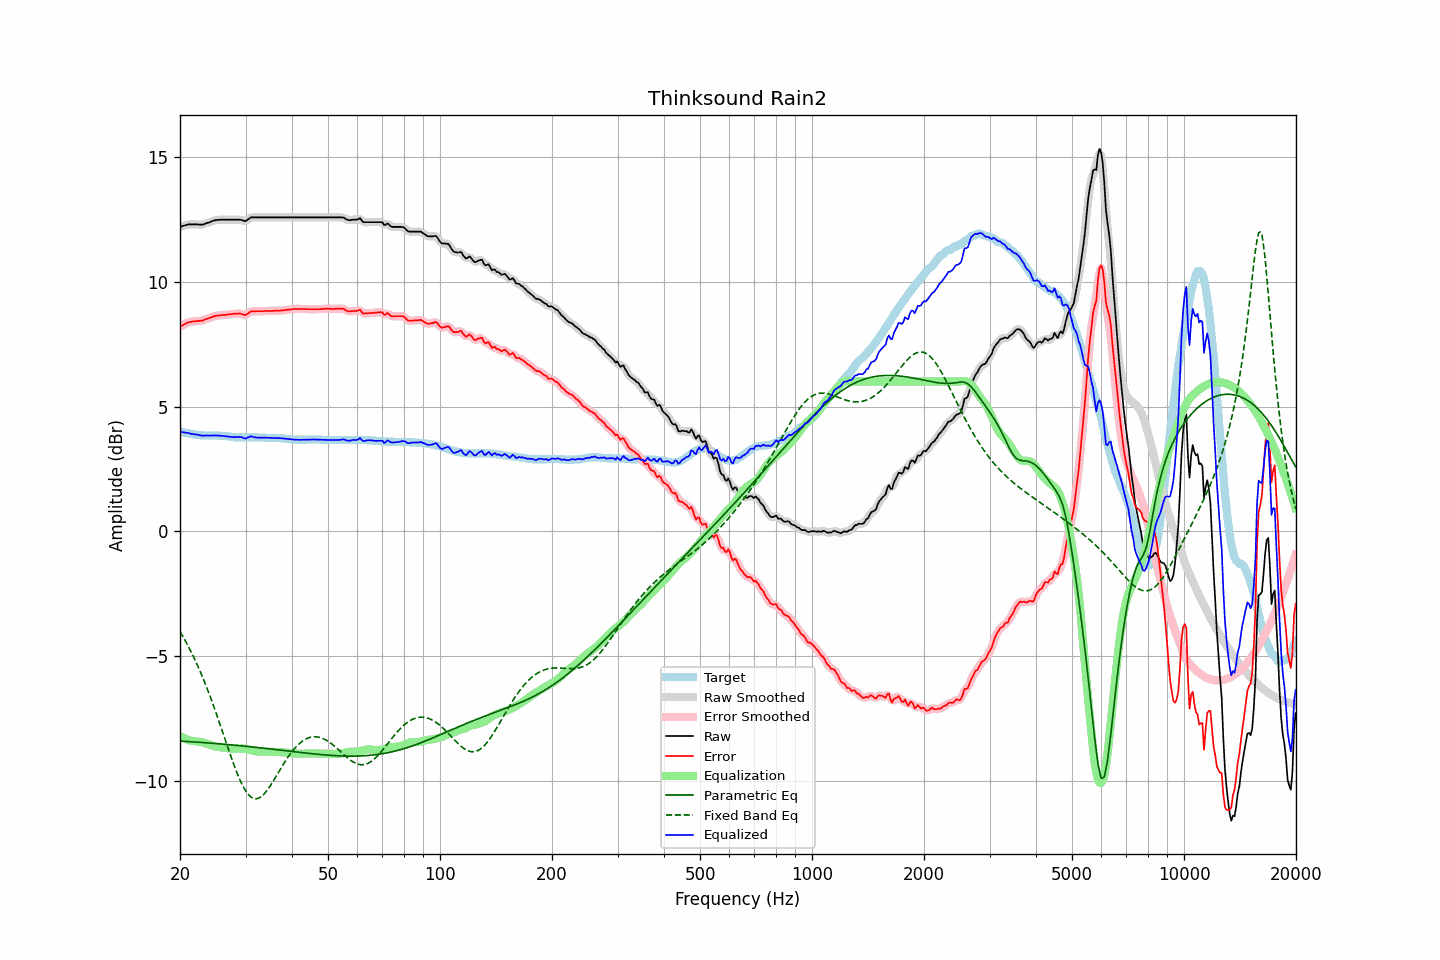 Thinksound Rain2
Amplitude (dBr)
15
10
5
0
−5
−10
Target
Raw Smoothed
Error Smoothed
Raw
Error
Equalization
Parametric Eq
Fixed Band Eq
Equalized
20
50
100
200
500
1000
2000
5000
10000
20000
Frequency (Hz)